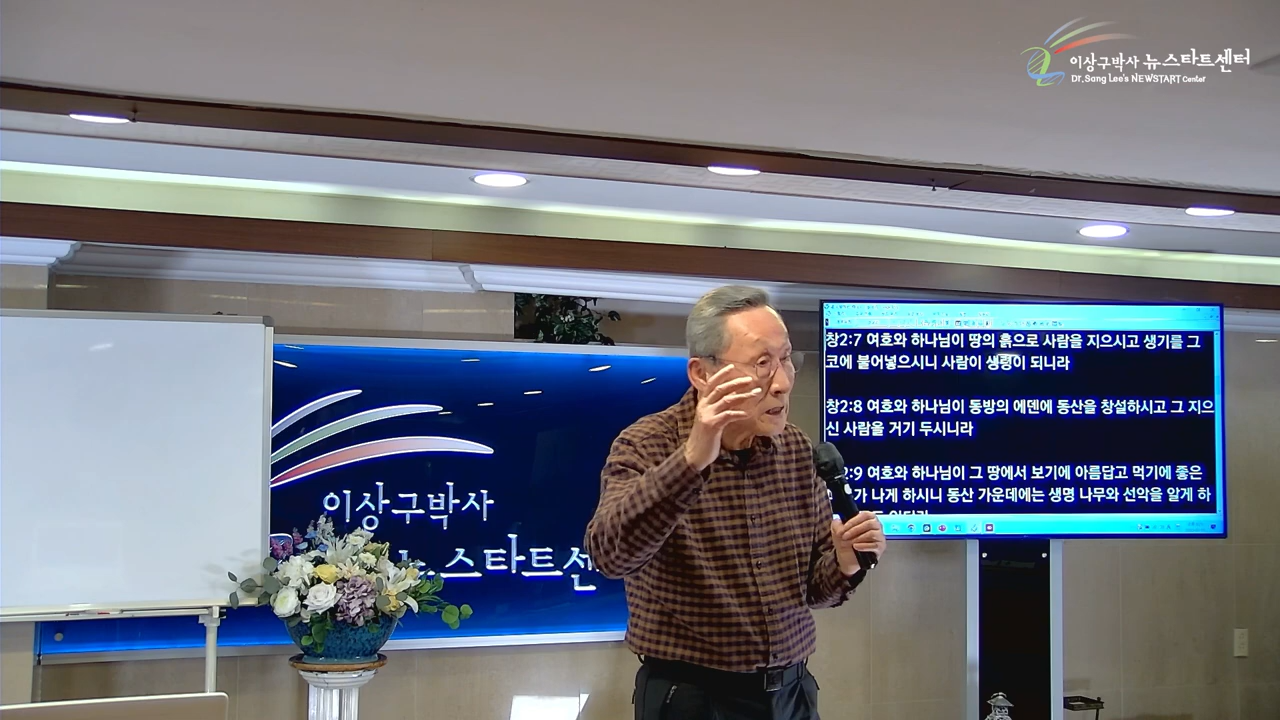 이상구박사 뉴스타트센터
Dr.Sang Lee's NEWSTART Center
이상구박사
뉴스타트센
창2:7 여호와 하나님이 땅의 흙으로 사람을 지으시고 생기를 그
코에 불어넣으시니 사람이 생령이 되니라
창2:8 여호와 하나님이 동방의 에덴에 동산을 창설하시고 그 지으
신 사람을 거기 두시니라
2:9 여호와 하나님이 그 땅에서 보기에 아름답고 먹기에 좋은
가 나게 하시니 동산 가운데에는 생명 나무와 선악을 알게 하